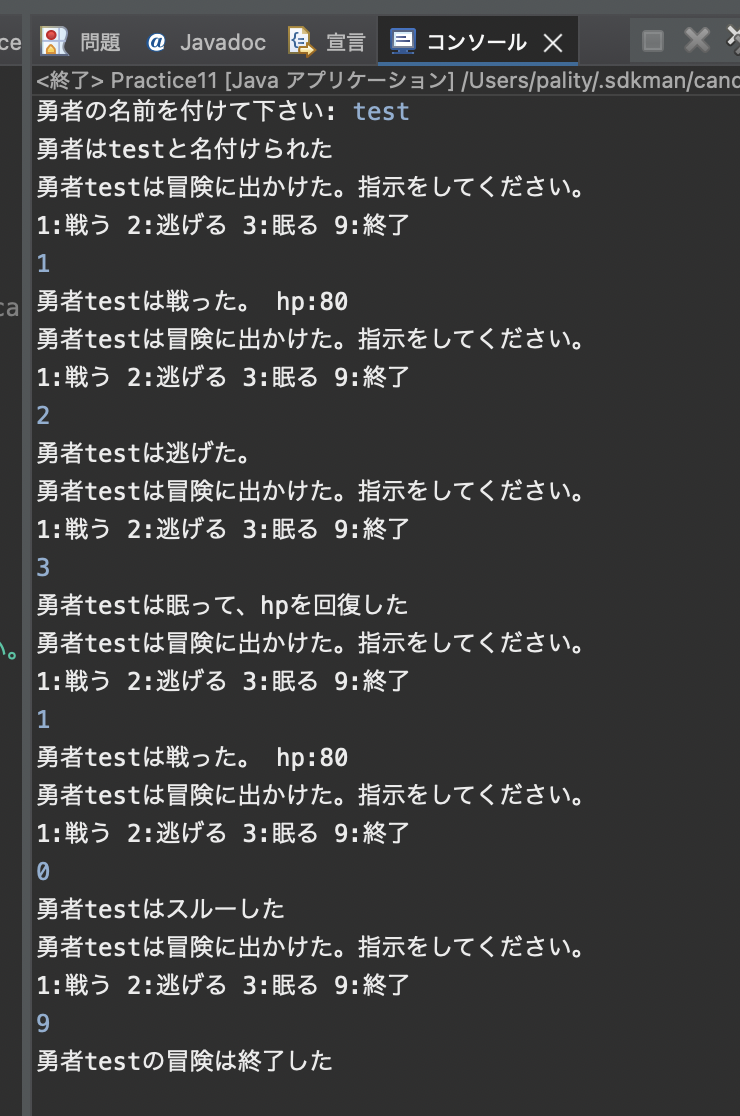 ce 問題 @ Javadoc 宣言 コンソール
<終了> Practice11 [Java アプリケーション] /Users/pality/.sdkman/canc
勇者の名前を付けて下さい: test
勇者はtestと名付けられた
勇者testは冒険に出かけた。指示をしてください。
1:戦う 2:逃げる 3:眠る 9:終了
1
勇者testは戦った。 hp:80
勇者testは冒険に出かけた。指示をしてください。
1:戦う 2:逃げる 3:眠る 9:終了
2
勇者testは逃げた。
勇者testは冒険に出かけた。指示をしてください。
1:戦う 2:逃げる 3:眠る 9:終了
3
勇者testは眠って、hpを回復した
勇者testは冒険に出かけた。指示をしてください。
1:戦う 2:逃げる 3:眠る 9:終了
1
勇者testは戦った。 hp:80
勇者testは冒険に出かけた。指示をしてください。
1:戦う 2:逃げる 3:眠る 9:終了
0
勇者testはスルーした
勇者testは冒険に出かけた。指示をしてください。
1:戦う 2:逃げる 3:眠る 9:終了
9
勇者testの冒険は終了した